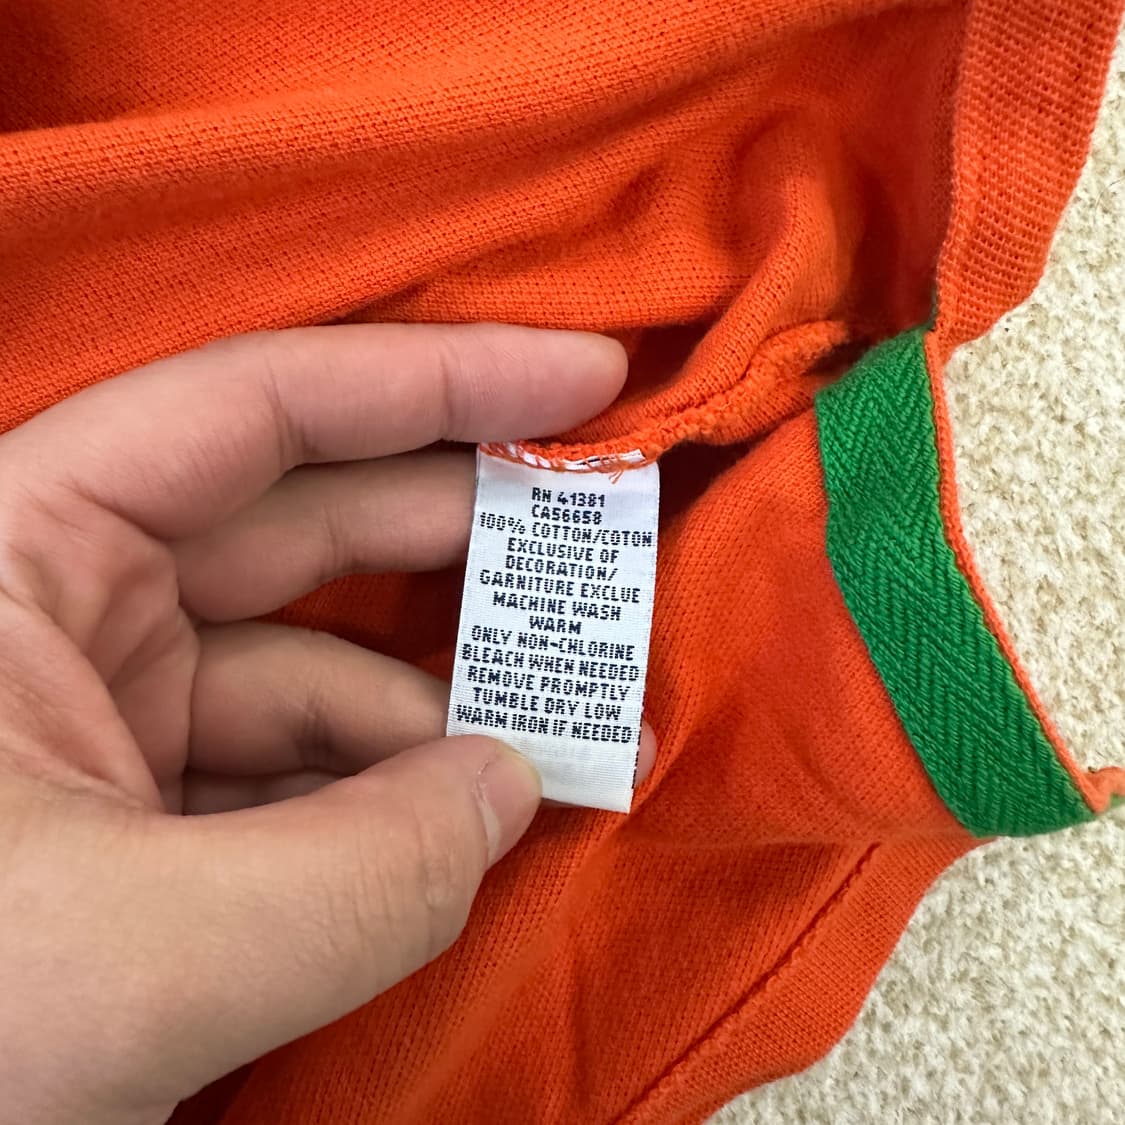 RN 41381
CA56658
100% COTTON/COTON
EXCLUSIVE OF
DECORATION/
GARNITURE EXCLUE
MACHINE WASH
WARM
ONLY NON-CHLORINE
BLEACH WHEN NEEDED
REMOVE PROMPTLY
TUMBLE DRY LOW
WARM IRON IF NEEDED